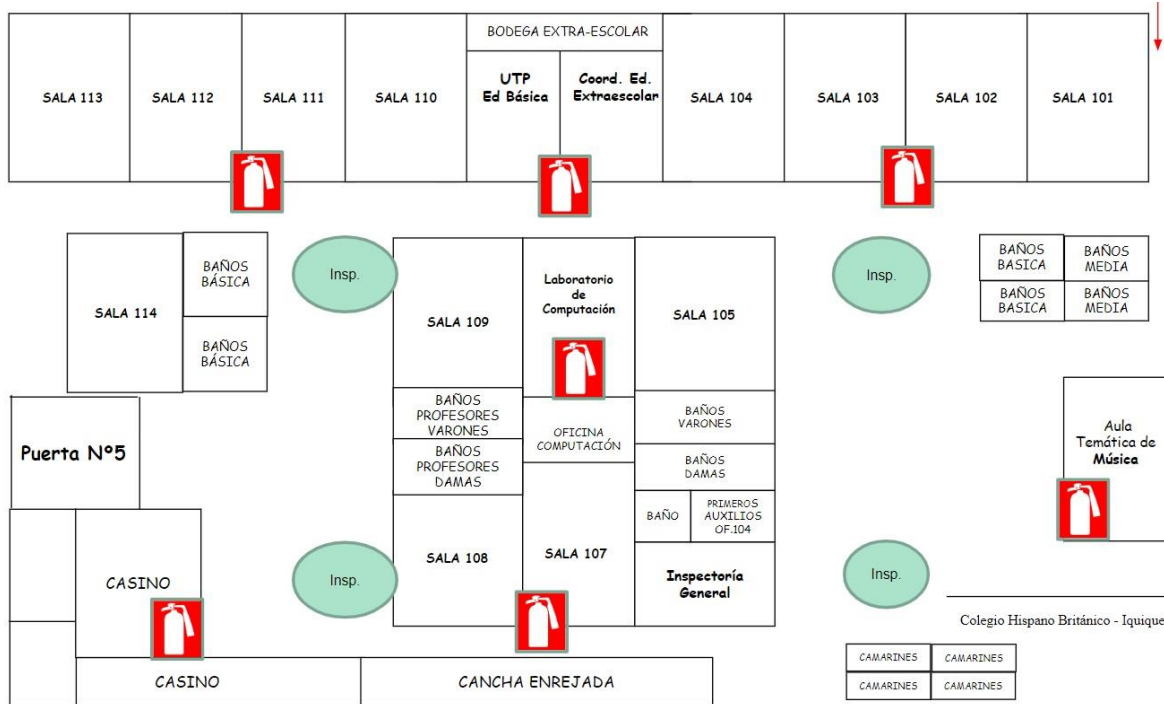 BODEGA EXTRA-ESCOLAR
SALA 113
SALA 112
SALA 111
SALA 110
UTP
Ed Básica
Coord. Ed.
Extraescolar
SALA 104
SALA 103
SALA 102
SALA 101
SALA 114
BAÑOS
BÁSICA
BAÑOS
BÁSICA
Insp.
SALA 109
Laboratorio
de
Computación
SALA 105
Insp.
BAÑOS
BASICA
BAÑOS
MEDIA
BAÑOS
BASICA
BAÑOS
MEDIA
Puerta Nº5
BAÑOS
PROFESORES
VARONES
BAÑOS
PROFESORES
DAMAS
OFICINA
COMPUTACIÓN
BAÑOS
VARONES
BAÑOS
DAMAS
BAÑO
PRIMEROS
AUXILIOS
OF.104
Aula
Temática de
Música
CASINO
Insp.
SALA 108
SALA 107
Inspectoría
General
Insp.
Colegio Hispano Británico - Iquique
CASINO
CANCHA ENREJADA
CAMARINES
CAMARINES
CAMARINES
CAMARINES